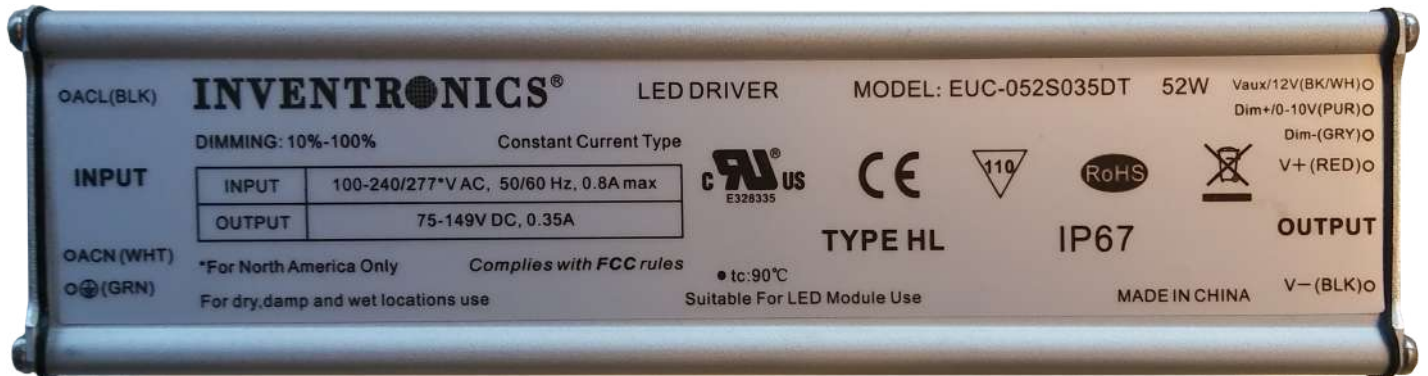 INVENTRONICS® LED DRIVER MODEL: EUC-052S035DT 52W
ACL(BLK)
DIMMING: 10%-100% Constant Current Type
INPUT
INPUT 100-240/277*V AC, 50/60 Hz, 0.8A max
OUTPUT 75-149V DC, 0.35A
ACN (WHT)
(GRN)
*For North America Only Complies with FCC rules
For dry,damp and wet locations use
c RU® US
E328335
CE
110
RoHS
TYPE HL IP67
• tc:90℃
Suitable For LED Module Use
MADE IN CHINA
Vaux/12V(BK/WH)
Dim+/0-10V(PUR)
Dim-(GRY)
V+(RED)
OUTPUT
V−(BLK)